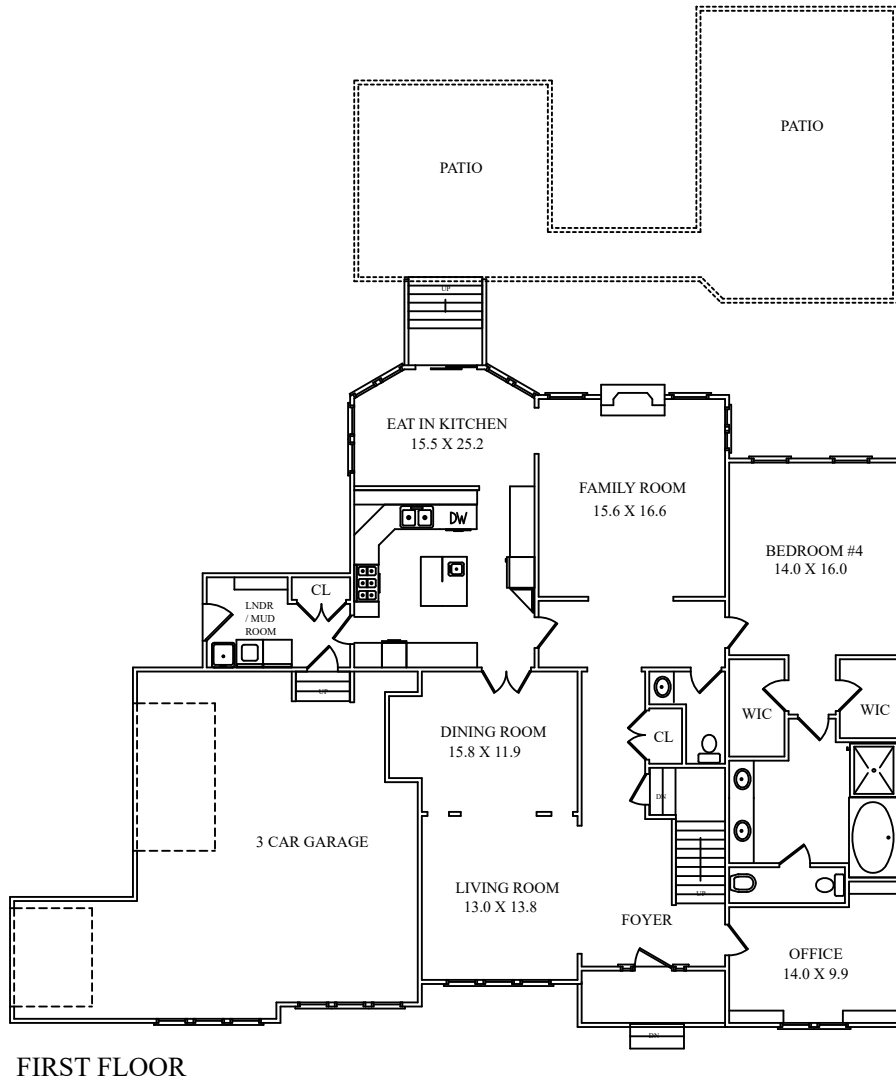 PATIO
PATIO
UP
EAT IN KITCHEN
15.5 X 25.2
FAMILY ROOM
15.6 X 16.6
DW
BEDROOM #4
14.0 X 16.0
CL
LNDR
/ MUD
ROOM
UP
WIC
WIC
DINING ROOM
15.8 X 11.9
CL
DN
3 CAR GARAGE
LIVING ROOM
13.0 X 13.8
UP
FOYER
OFFICE
14.0 X 9.9
DN
FIRST FLOOR